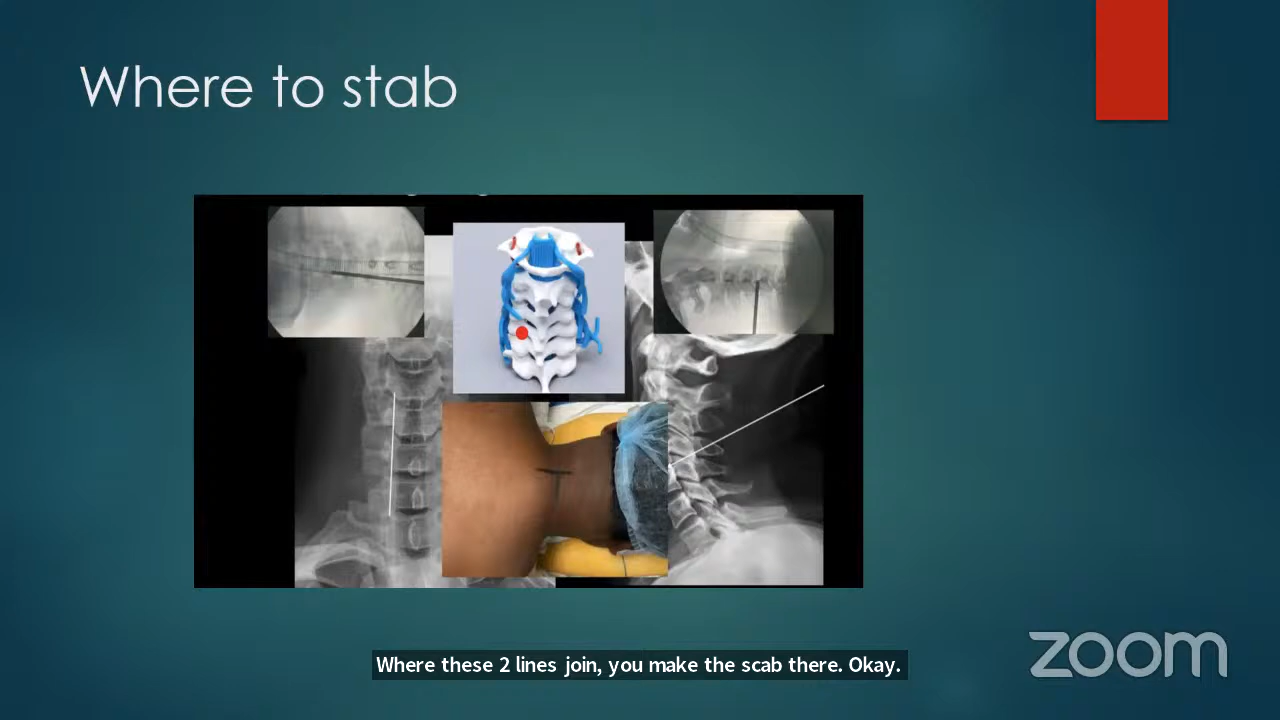 Where to stab
Where these 2 lines join, you make the scab there. Okay.
zoom